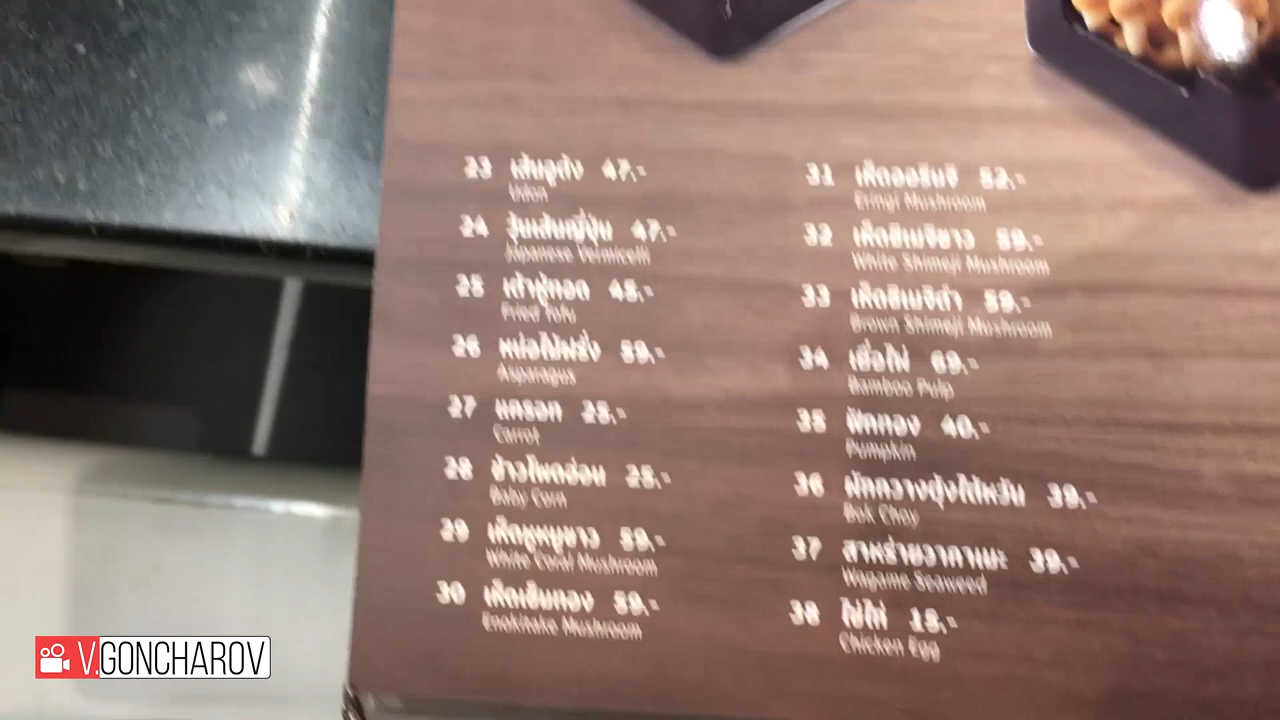 23 เส้นอูด้ง 47.-
Udon
24 วุ้นเส้นญี่ปุ่น 47.-
Japanese Vermicelli
25 เต้าหู้ทอด 45.-
Fried Tofu
26 หน่อไม้ฝรั่ง 59.-
Asparagus
27 แครอท 25.-
Carrot
28 ข้าวโพดอ่อน 25.-
Baby Corn
29 เห็ดหูหนูขาว 59.-
White Coral Mushroom
30 เห็ดเข็มทอง 59.-
Enokitake Mushroom
31 เห็ดออรินจิ 52.-
Erinji Mushroom
32 เห็ดชิเมจิขาว 59.-
White Shimeji Mushroom
33 เห็ดชิเมจิดำ 59.-
Brown Shimeji Mushroom
34 เยื่อไผ่ 69.-
Bamboo Pulp
35 ฟักทอง 40.-
Pumpkin
36 ผักกวางตุ้งไต้หวัน 39.-
Bok Choy
37 สาหร่ายวากาเมะ 39.-
Wagame Seaweed
38 ไข่ไก่ 15.-
Chicken Egg
V.GONCHAROV